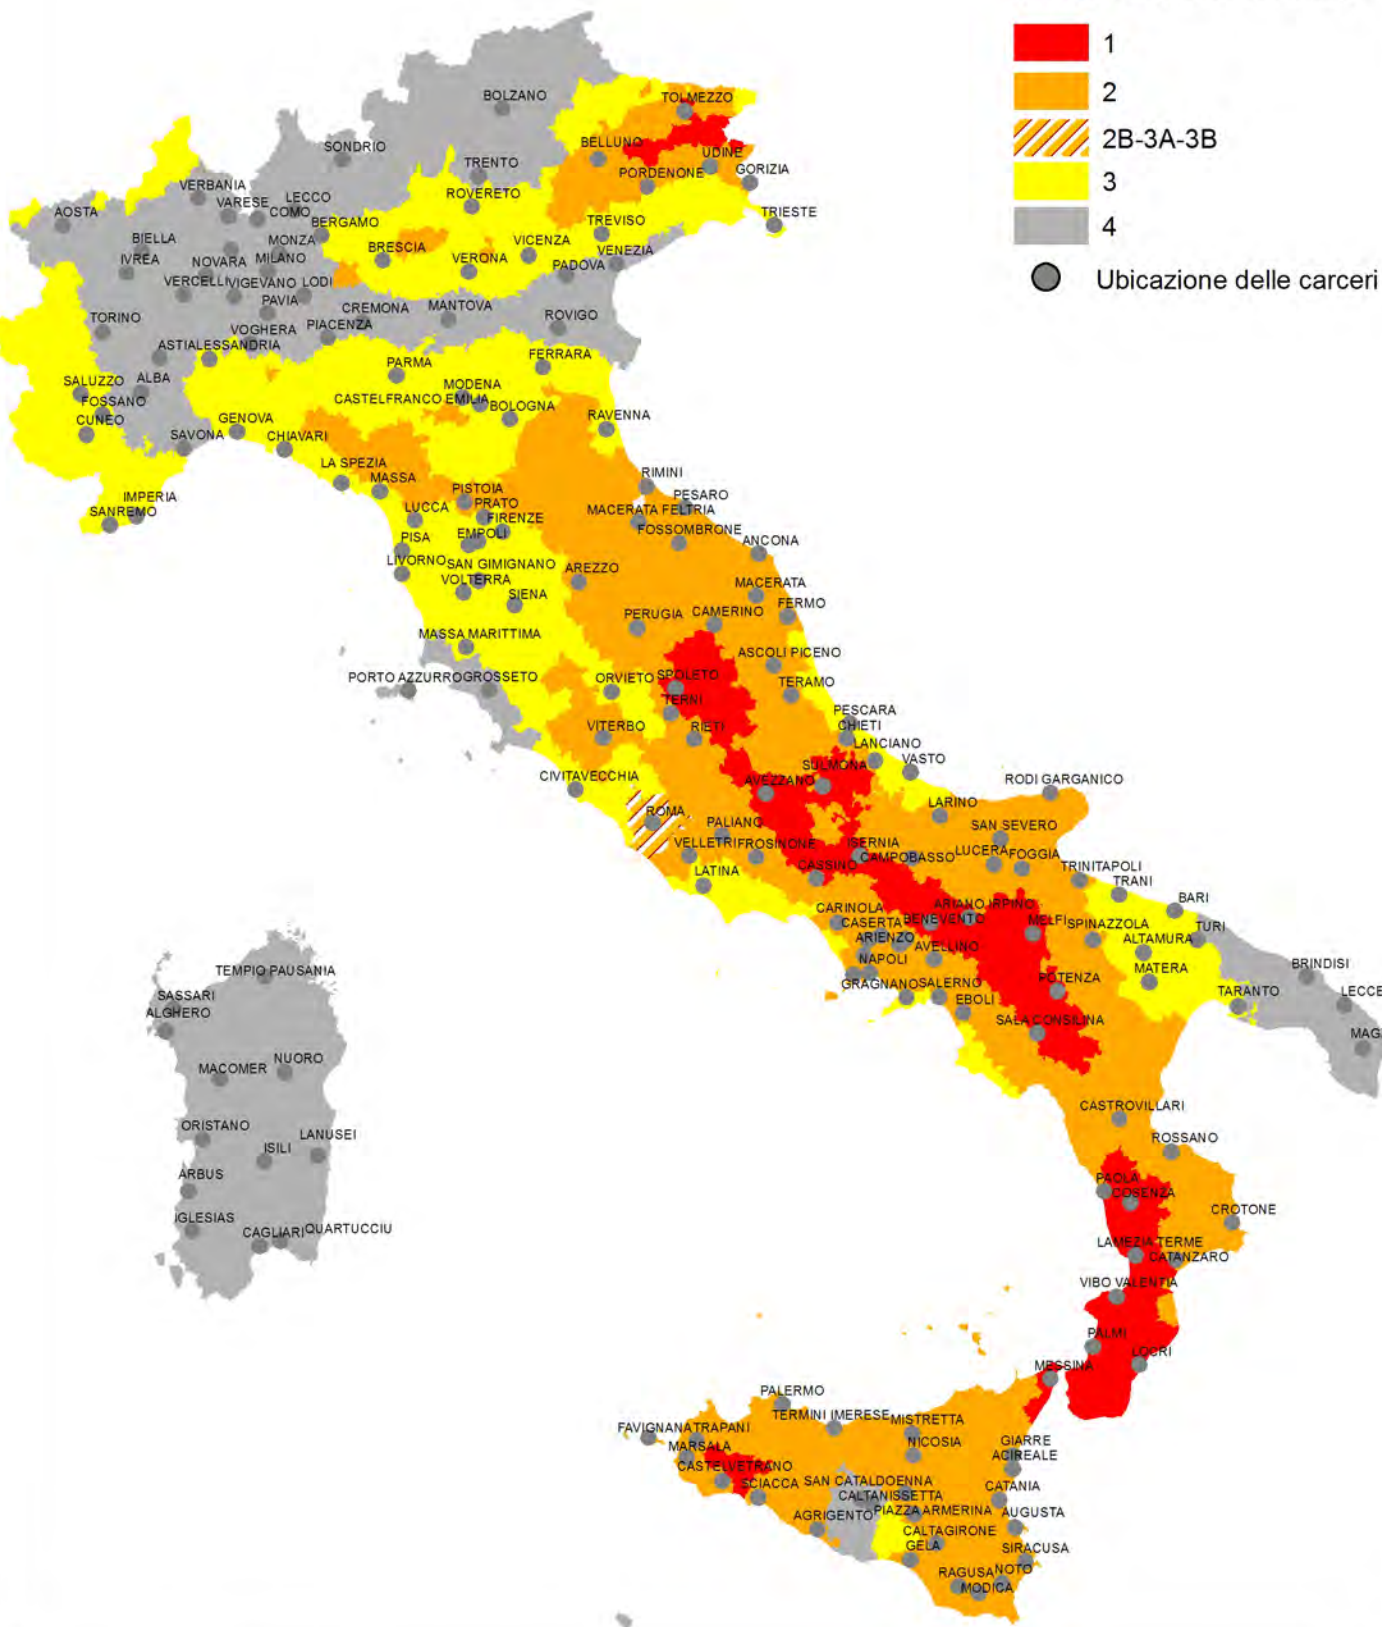 1
2
2B-3A-3B
3
4
Ubicazione delle carceri
BOLZANO
TOLMEZZO
SONDRIO
BELLUNO
UDINE
TRENTO
PORDENONE
GORIZIA
VERBANIA
LECCO
ROVERETO
AOSTA
VARESE
COMO
BERGAMO
TREVISO
TRIESTE
BIELLA
MONZA
BRESCIA
VICENZA
VENEZIA
IVREA
NOVARA
MILANO
VERONA
PADOVA
VERCELLI
VIGEVANO
LODI
PAVIA
CREMONA
MANTOVA
TORINO
VOGHERA
PIACENZA
ROVIGO
ASTI
ALESSANDRIA
PARMA
FERRARA
SALUZZO
ALBA
MODENA
FOSSANO
CASTELFRANCO EMILIA
BOLOGNA
CUNEO
GENOVA
RAVENNA
SAVONA
CHIAVARI
LA SPEZIA
RIMINI
MASSA
IMPERIA
PISTOIA
PESARO
SANREMO
LUCCA
PRATO
MACERATA FELTRIA
FIRENZE
PISA
EMPOLI
FOSSOMBRONE
ANCONA
LIVORNO
SAN GIMIGNANO
AREZZO
VOLTERRA
MACERATA
SIENA
FERMO
PERUGIA
CAMERINO
MASSA MARITTIMA
ASCOLI PICENO
PORTO AZZURRO
GROSSETO
ORVIETO
SPOLETO
TERAMO
TERNI
PESCARA
VITERBO
RIETI
CHIETI
LANCIANO
SULMONA
VASTO
CIVITAVECCHIA
AVEZZANO
RODI GARGANICO
ROMA
LARINO
PALIANO
SAN SEVERO
VELLETRI
FROSINONE
ISERNIA
CAMPOBASSO
LUCERA
FOGGIA
LATINA
CASSINO
TRINITAPOLI
TRANI
CARINOLA
ARIANO IRPINO
BARI
CASERTA
BENEVENTO
MELFI
SPINAZZOLA
TURI
ARIENZO
AVELLINO
ALTAMURA
NAPOLI
BRINDISI
TEMPIO PAUSANIA
POTENZA
MATERA
GRAGNANO
SALERNO
EBOLI
TARANTO
LECCE
SASSARI
ALGHERO
SALA CONSILINA
MAG
NUORO
MACOMER
CASTROVILLARI
ORISTANO
LANUSEI
ROSSANO
ISILI
ARBUS
PAOLA
COSENZA
IGLESIAS
CROTONE
CAGLIARI
QUARTUCCIU
LAMEZIA TERME
CATANZARO
VIBO VALENTIA
PALMI
LOCRI
MESSINA
PALERMO
TERMINI IMERESE
MISTRETTA
FAVIGNANA
TRAPANI
NICOSIA
GIARRE
MARSALA
ACIREALE
CASTELVETRANO
SAN CATALDO
ENNA
SCIACCA
CALTANISSETTA
CATANIA
AGRIGENTO
PIAZZA ARMERINA
AUGUSTA
CALTAGIRONE
GELA
SIRACUSA
RAGUSA
NOTO
MODICA